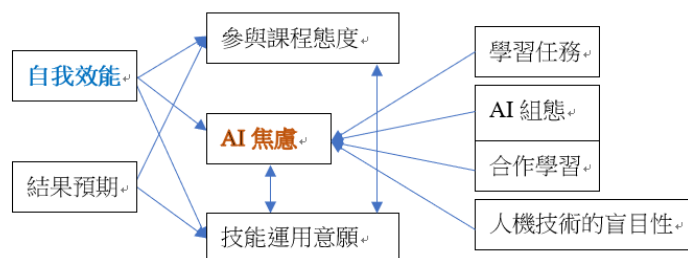 參與課程態度
自我效能
AI 焦慮
結果預期
技能運用意願
學習任務
AI 組態
合作學習
人機技術的盲目性